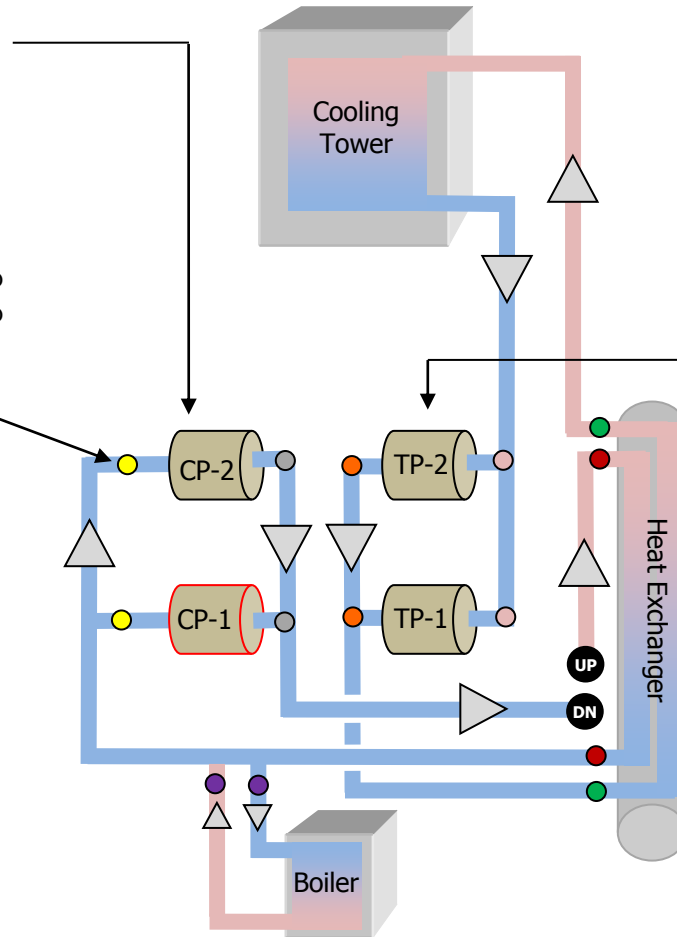 Cooling
Tower
CP-2
TP-2
CP-1
TP-1
Heat Exchanger
UP
DN
Boiler